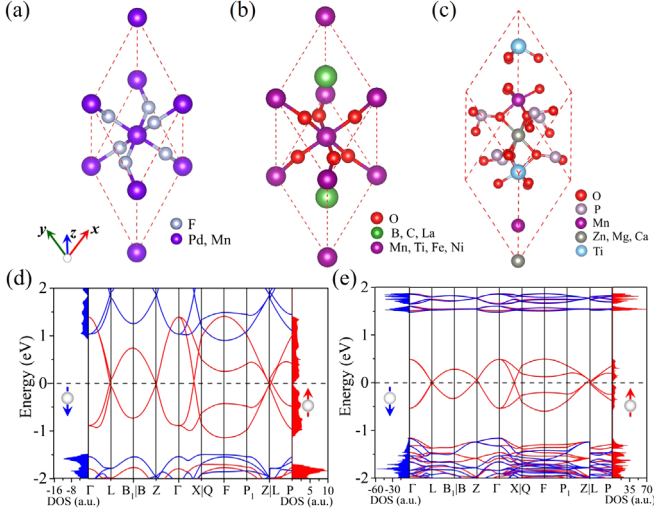 (a)
(b)
(c)
y z x
F
Pd, Mn
O
B, C, La
Mn, Ti, Fe, Ni
O
P
Mn
Zn, Mg, Ca
Ti
(d)
(e)
Energy (eV)
2
1
0
-1
-2
-16 -8 Γ L B₁|B Z Γ X|Q F P₁ Z|L P 5 10
DOS (a.u.) DOS (a.u.)
Energy (eV)
2
1
0
-1
-2
-60 -30 Γ L B₁|B Z Γ X|Q F P₁ Z|L P 35 70
DOS (a.u.) DOS (a.u.)